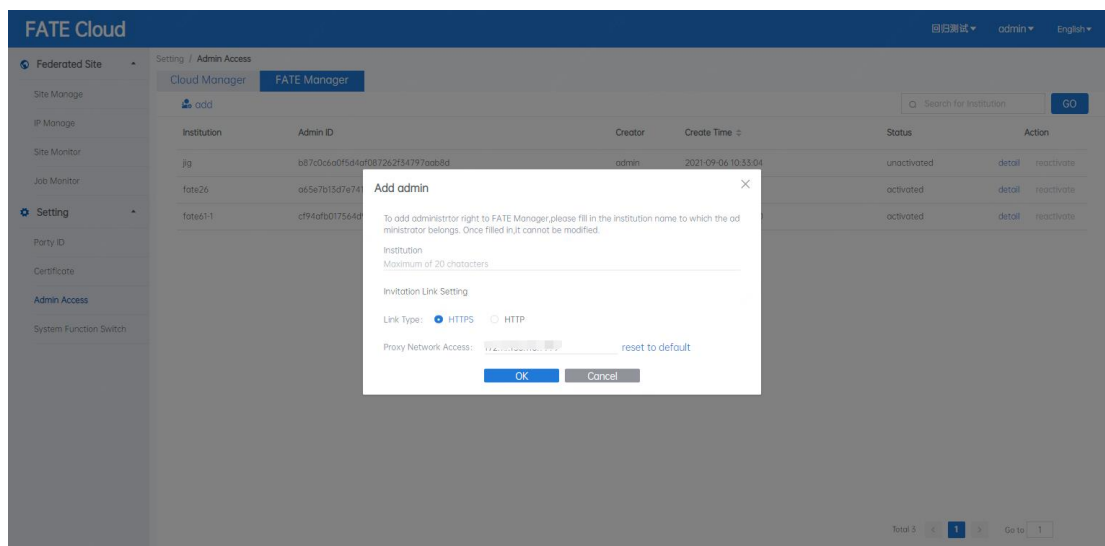 FATE Cloud
回归测试 admin English
Federated Site
Site Manage
IP Manage
Site Monitor
Job Monitor
Setting
Party ID
Certificate
Admin Access
System Function Switch
Setting / Admin Access
Cloud Manager FATE Manager
add
Search for Institution GO
Institution Admin ID Creator Create Time Status Action
jig b87c0c6a0f5d4af087262f34797aab8d admin 2021-09-06 10:33:04 unactivated detail reactivate
fate26 activated detail reactivate
fate61-1 activated detail reactivate
Add admin
To add administrtor right to FATE Manager,please fill in the institution name to which the ad
ministrator belongs. Once filled in,it cannot be modified.
Institution
Maximum of 20 chatacters
Invitation Link Setting
Link Type: HTTPS HTTP
Proxy Network Access: reset to default
OK Cancel
Total 3 1 Go to 1